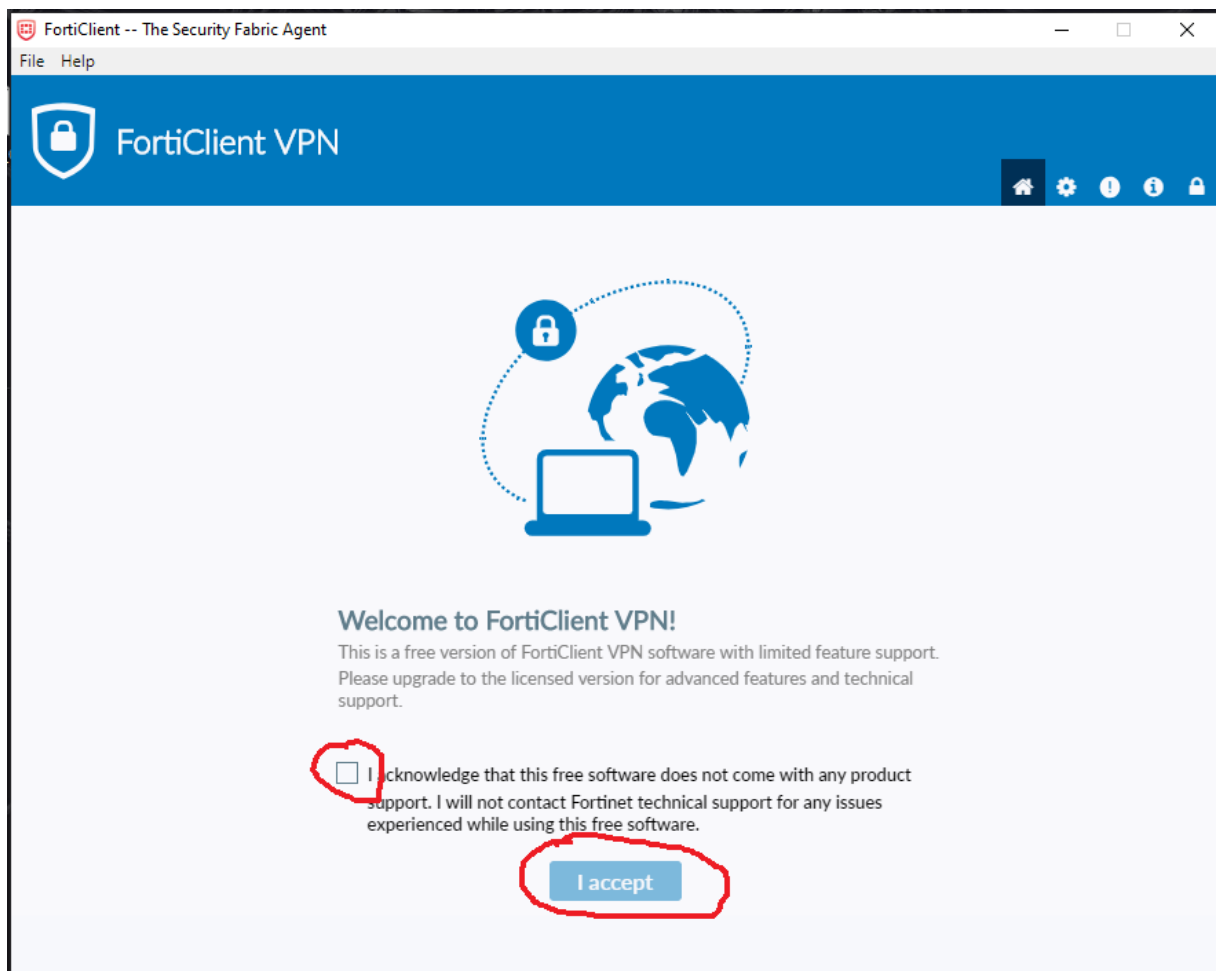 FortiClient -- The Security Fabric Agent
File Help
FortiClient VPN
Welcome to FortiClient VPN!
This is a free version of FortiClient VPN software with limited feature support.
Please upgrade to the licensed version for advanced features and technical
support.
I acknowledge that this free software does not come with any product
support. I will not contact Fortinet technical support for any issues
experienced while using this free software.
I accept